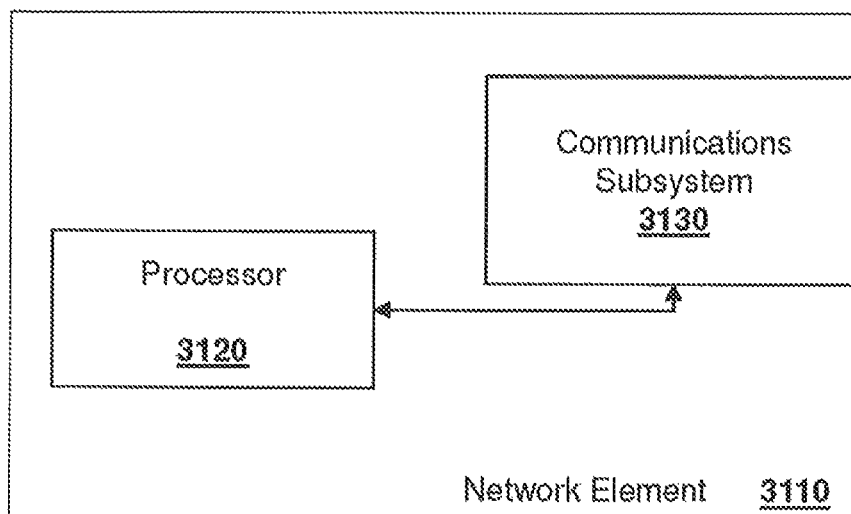 Communications
Subsystem
3130
Processor
3120
Network Element 3110